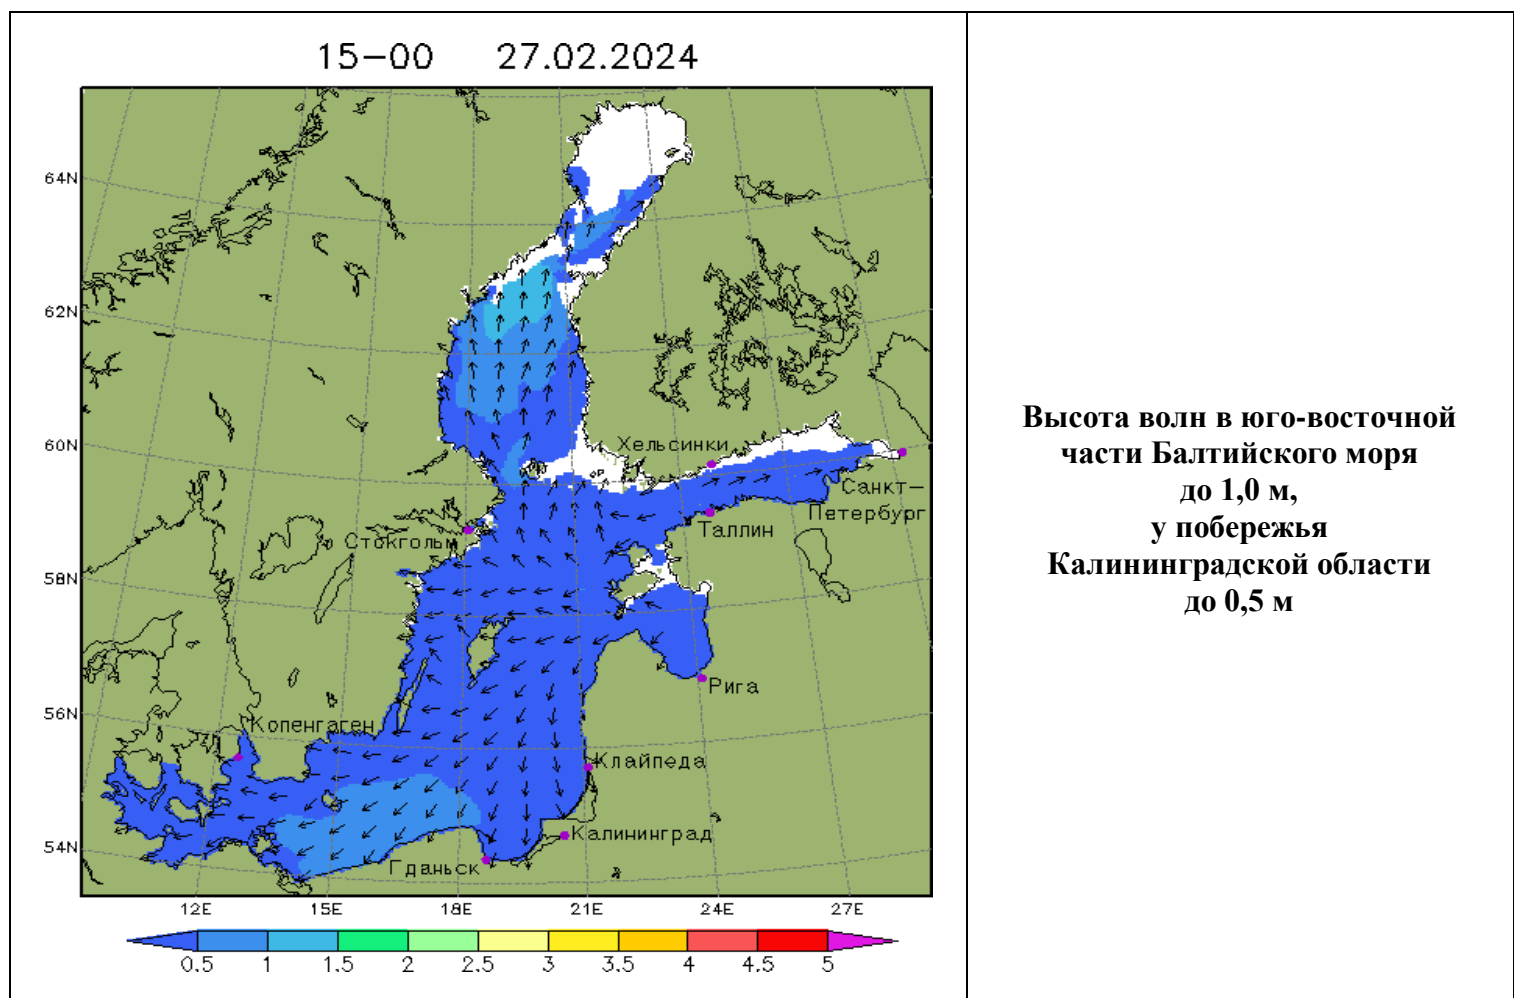 15-00 27.02.2024
64N
62N
60N
58N
56N
54N
Хельсинки
Санкт-
Петербург
Таллин
Стокгольм
Рига
Копенгаген
Клайпеда
Калининград
Гданьск
12E 15E 18E 21E 24E 27E
0.5 1 1.5 2 2.5 3 3.5 4 4.5 5
Высота волн в юго-восточной
части Балтийского моря
до 1,0 м,
у побережья
Калининградской области
до 0,5 м